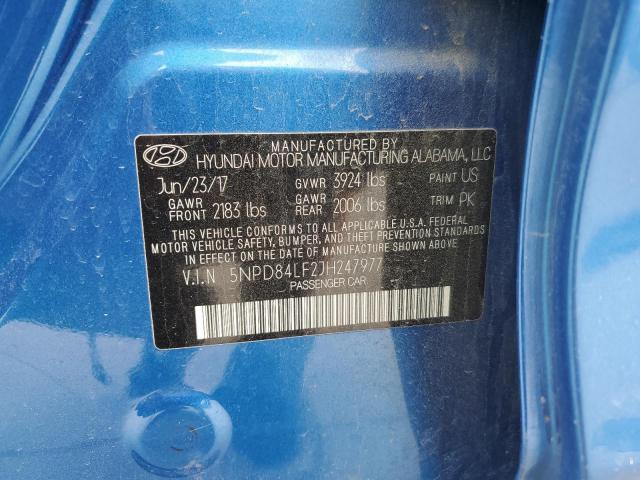 MANUFACTURED BY
HYUNDAI MOTOR MANUFACTURING ALABAMA, LLC
Jun/23/17 GVWR 3924 lbs PAINT US
GAWR FRONT 2183 lbs GAWR REAR 2006 lbs TRIM PK
THIS VEHICLE CONFORMS TO ALL APPLICABLE U.S.A. FEDERAL
MOTOR VEHICLE SAFETY, BUMPER, AND THEFT PREVENTION STANDARDS
IN EFFECT ON THE DATE OF MANUFACTURE SHOWN ABOVE.
V.I.N 5NPD84LF2JH247977
PASSENGER CAR